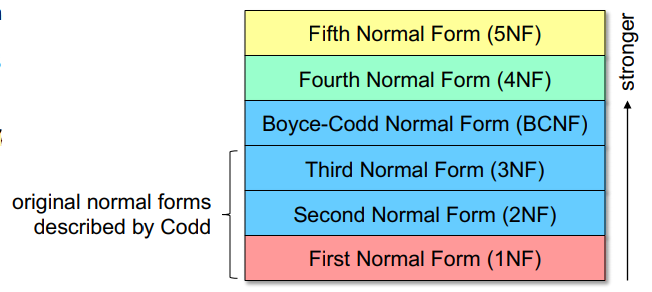 Fifth Normal Form (5NF)
Fourth Normal Form (4NF)
Boyce-Codd Normal Form (BCNF)
Third Normal Form (3NF)
Second Normal Form (2NF)
First Normal Form (1NF)
original normal forms
described by Codd
stronger